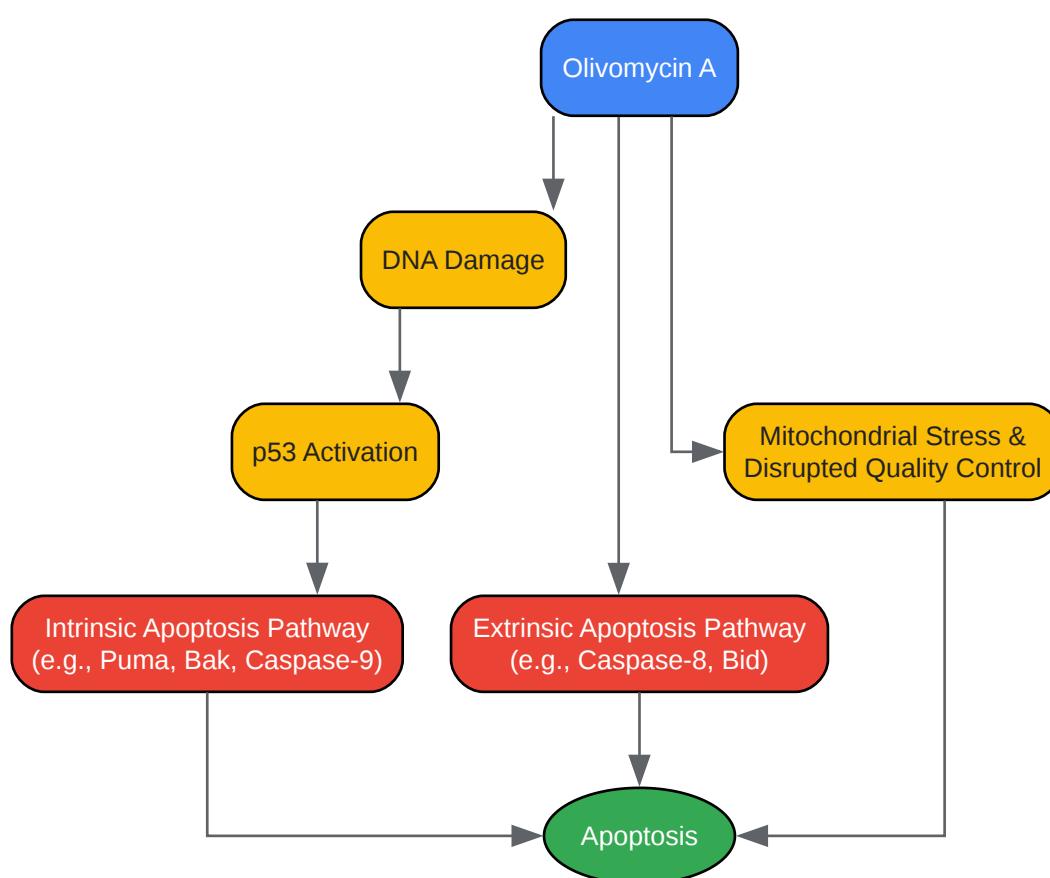 Olivomycin A
DNA Damage
p53 Activation
Mitochondrial Stress &
Disrupted Quality Control
Intrinsic Apoptosis Pathway
(e.g., Puma, Bak, Caspase-9)
Extrinsic Apoptosis Pathway
(e.g., Caspase-8, Bid)
Apoptosis